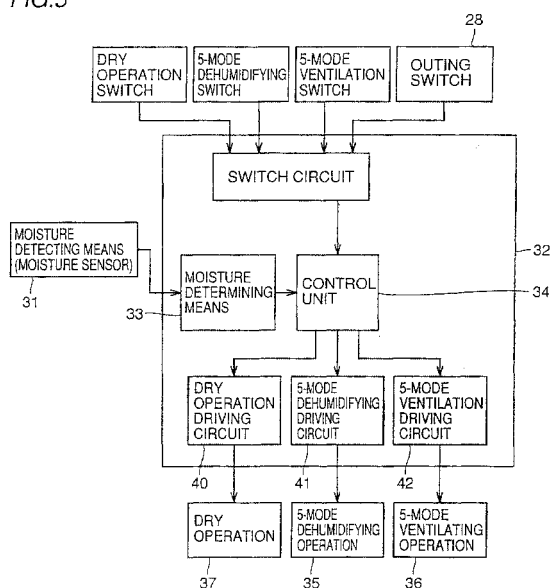 FIG.5
28
DRY
OPERATION
SWITCH
5-MODE
DEHUMIDIFYING
SWITCH
5-MODE
VENTILATION
SWITCH
OUTING
SWITCH
SWITCH CIRCUIT
32
MOISTURE
DETECTING MEANS
(MOISTURE SENSOR)
31
MOISTURE
DETERMINING
MEANS
33
CONTROL
UNIT
34
DRY
OPERATION
DRIVING
CIRCUIT
5-MODE
DEHUMIDIFYING
DRIVING
CIRCUIT
5-MODE
VENTILATION
DRIVING
CIRCUIT
40
41
42
DRY
OPERATION
5-MODE
DEHUMIDIFYING
OPERATION
5-MODE
VENTILATING
OPERATION
37
35
36